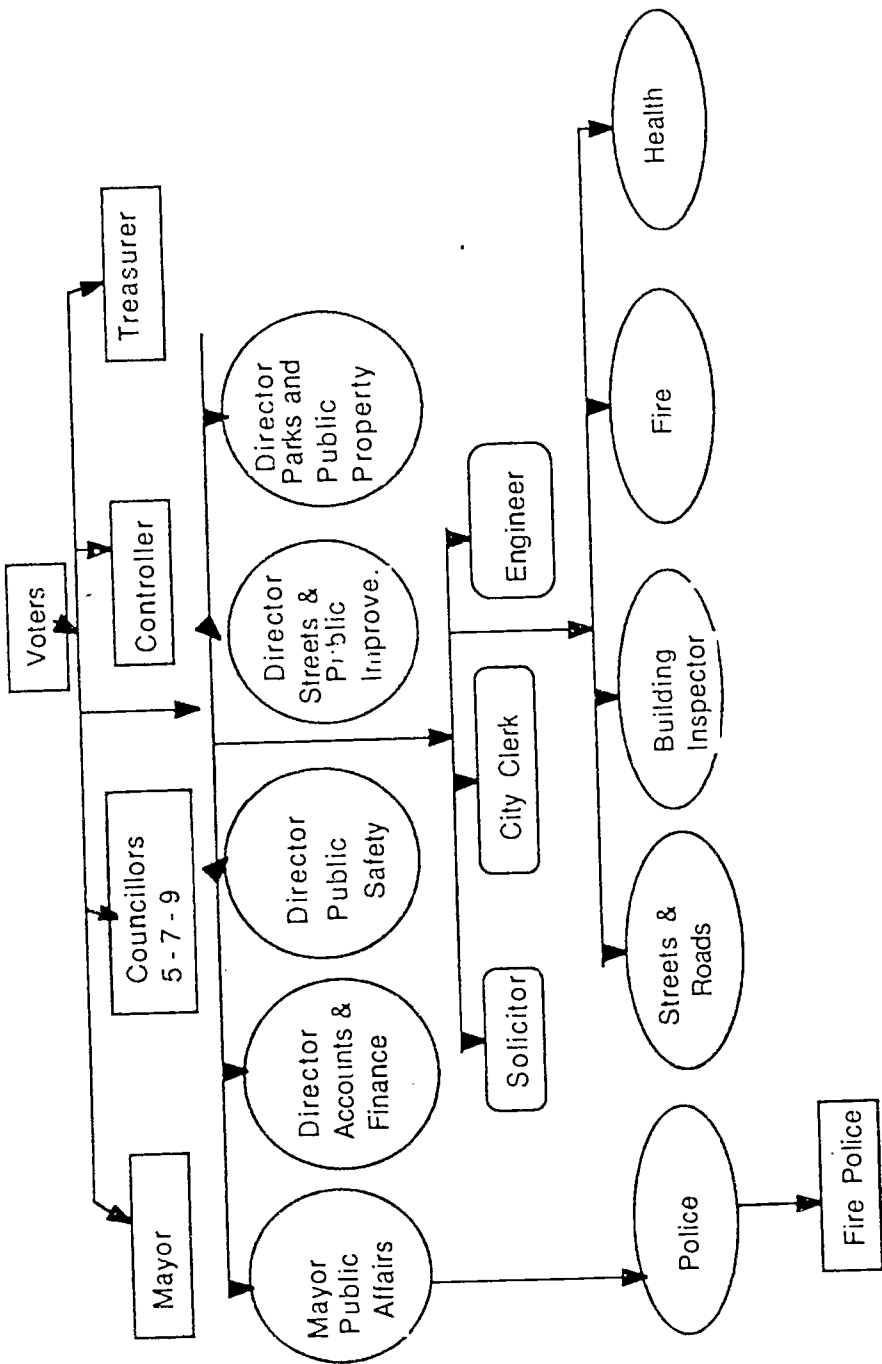 Voters
Mayor
Councillors
5 - 7 - 9
Controller
Treasurer
Mayor
Public
Affairs
Director
Accounts &
Finance
Director
Public
Safety
Director
Streets &
Public
Improve.
Director
Parks and
Public
Property
Solicitor
City Clerk
Engineer
Police
Streets &
Roads
Building
Inspector
Fire
Health
Fire Police